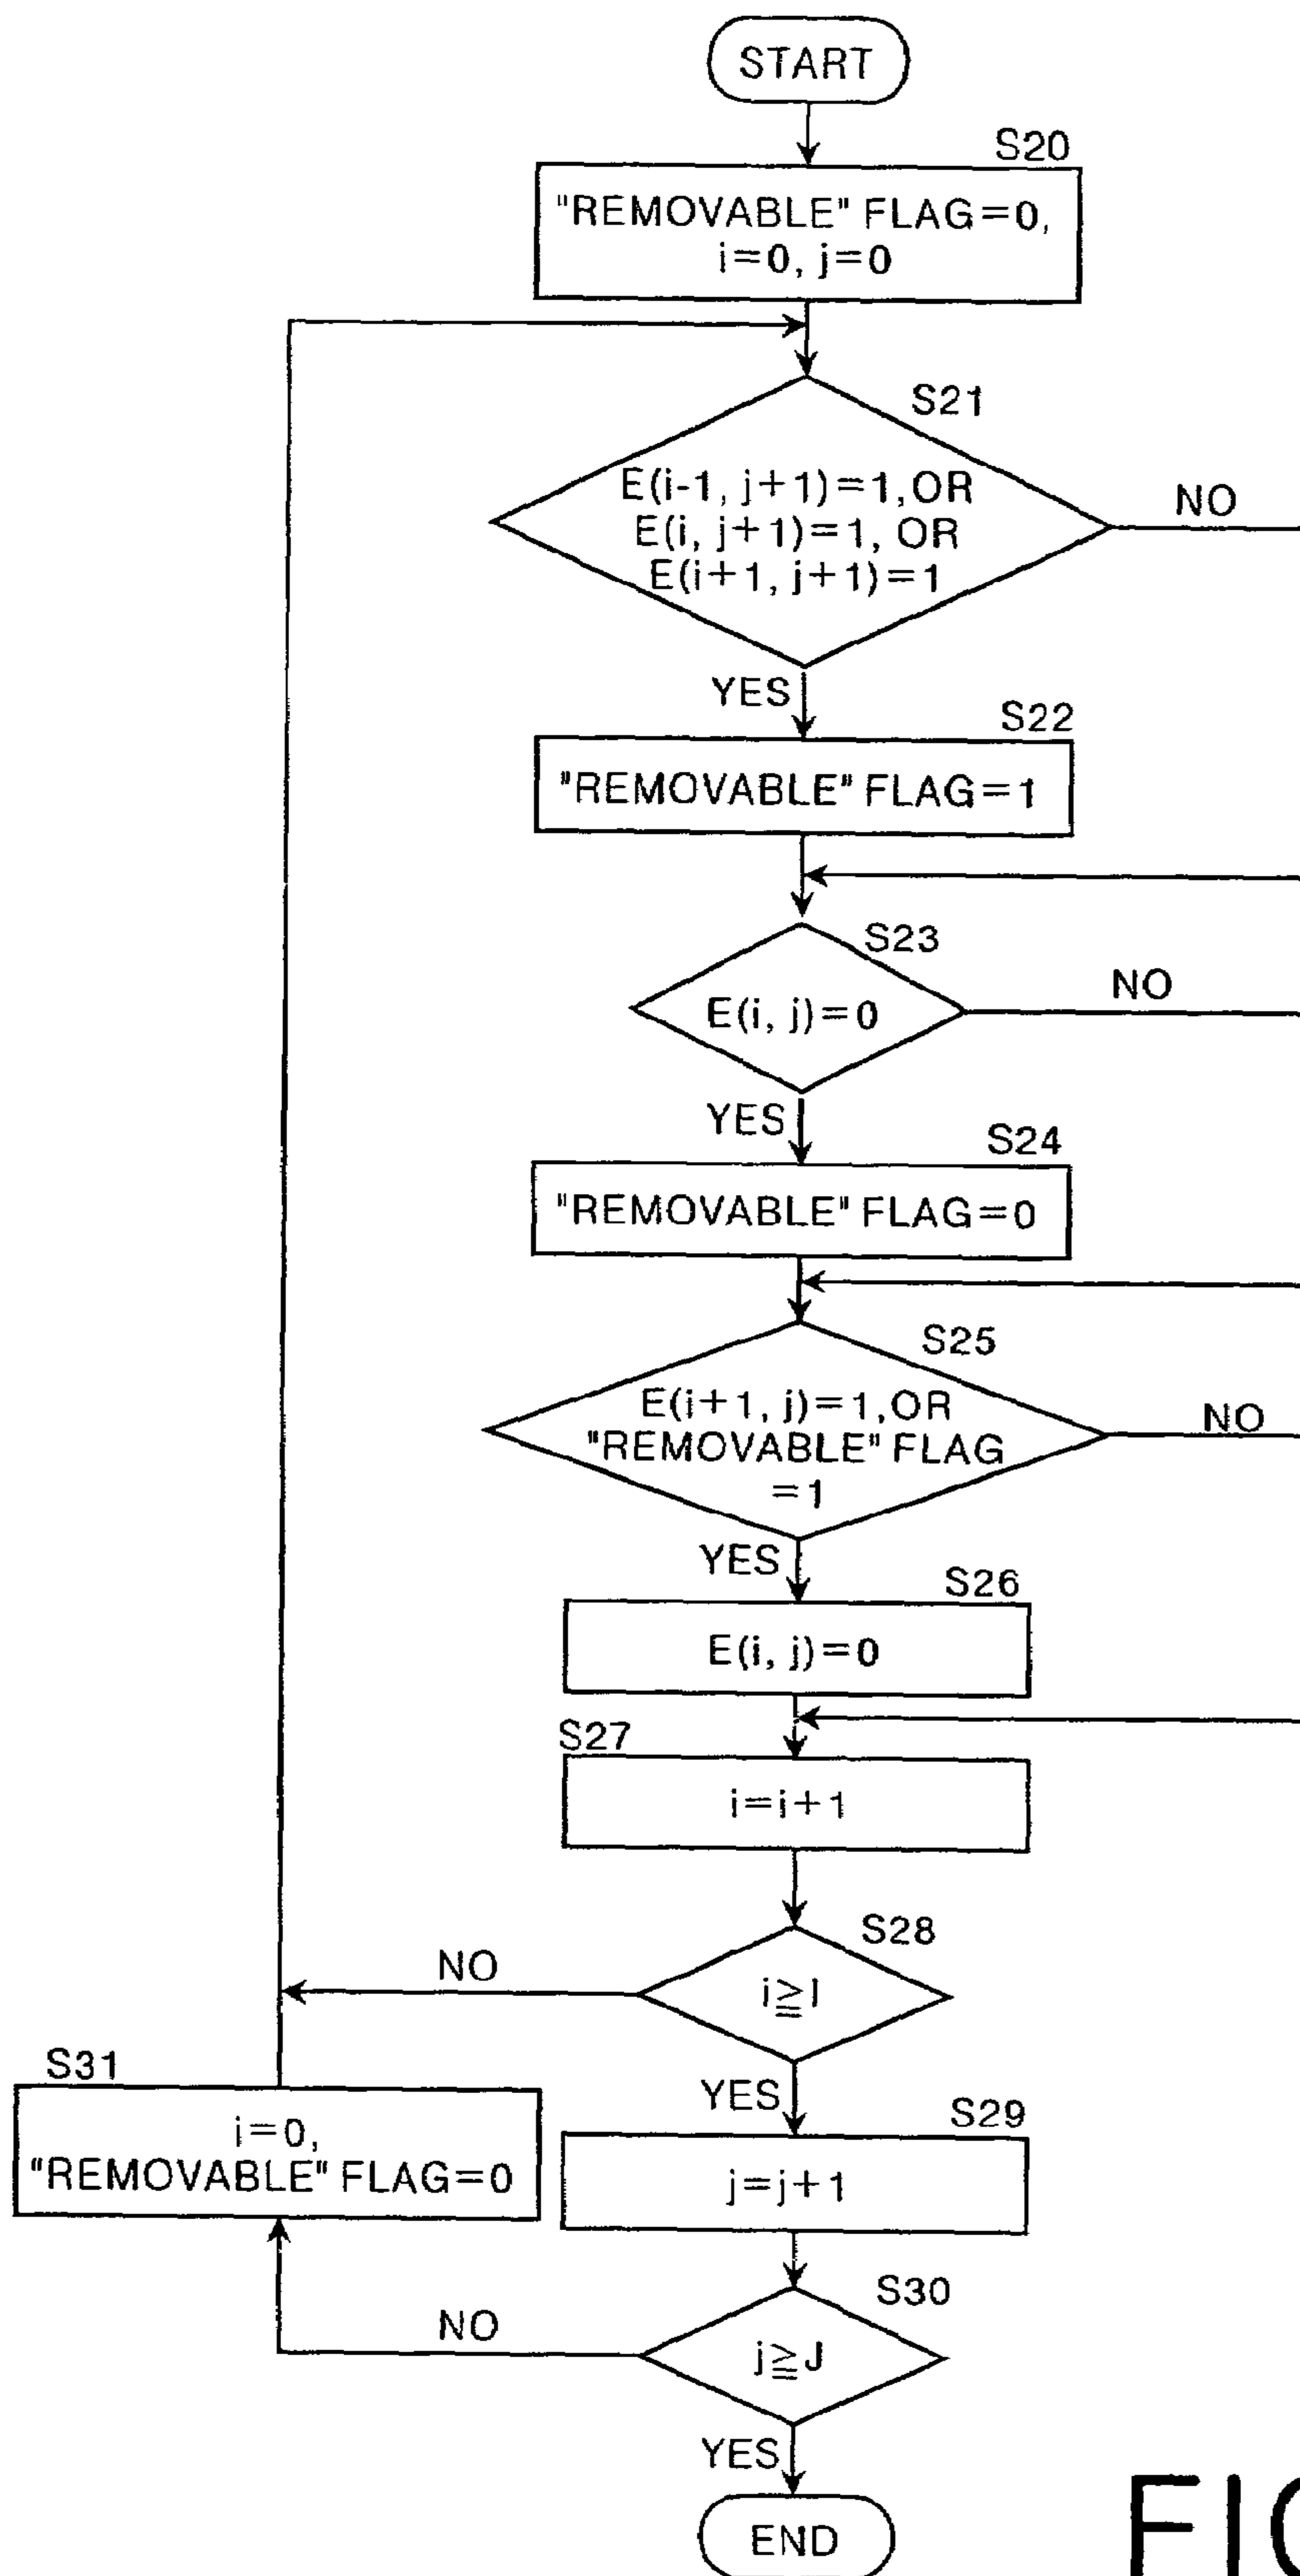 START
S20
"REMOVABLE" FLAG=0,
i=0, j=0
S21
E(i-1, j+1)=1,OR
E(i, j+1)=1, OR
E(i+1, j+1)=1
NO
YES
S22
"REMOVABLE" FLAG=1
S23
E(i, j)=0
NO
YES
S24
"REMOVABLE" FLAG=0
S25
E(i+1, j)=1,OR
"REMOVABLE" FLAG
=1
NO
YES
S26
E(i, j)=0
S27
i=i+1
S28
i≧I
NO
YES
S31
i=0,
"REMOVABLE" FLAG=0
S29
j=j+1
S30
j≧J
NO
YES
END